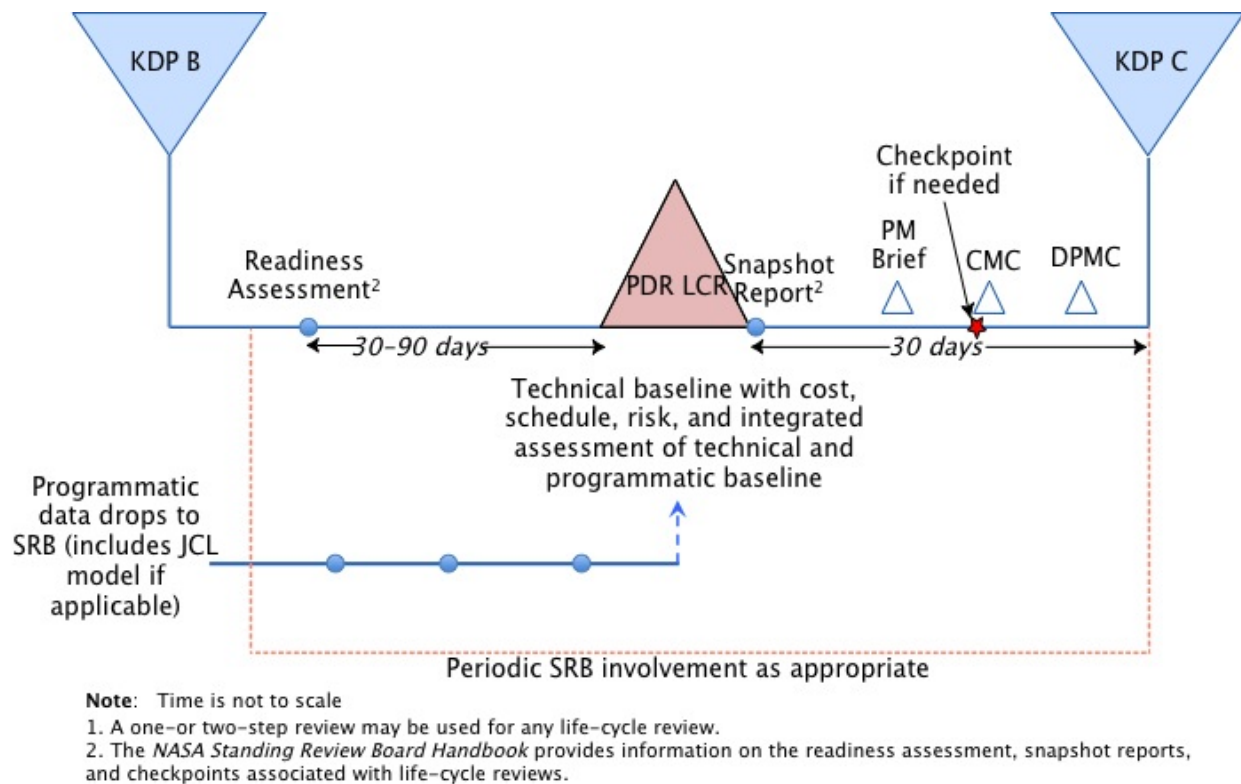 KDP B
KDP C
Checkpoint
if needed
Readiness
Assessment2
PDR LCR
Snapshot
Report2
PM
Brief
CMC
DPMC
30-90 days
30 days
Technical baseline with cost,
schedule, risk, and integrated
assessment of technical and
programmatic baseline
Programmatic
data drops to
SRB (includes JCL
model if
applicable)
Periodic SRB involvement as appropriate
Note: Time is not to scale
1. A one-or two-step review may be used for any life-cycle review.
2. The NASA Standing Review Board Handbook provides information on the readiness assessment, snapshot reports,
and checkpoints associated with life-cycle reviews.